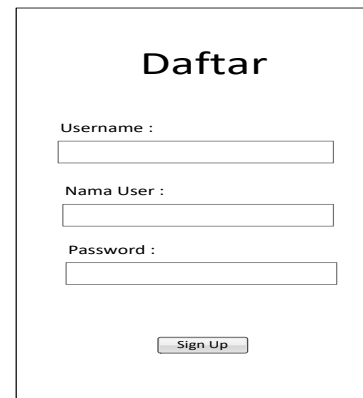 Daftar
Username :
Nama User :
Password :
Sign Up